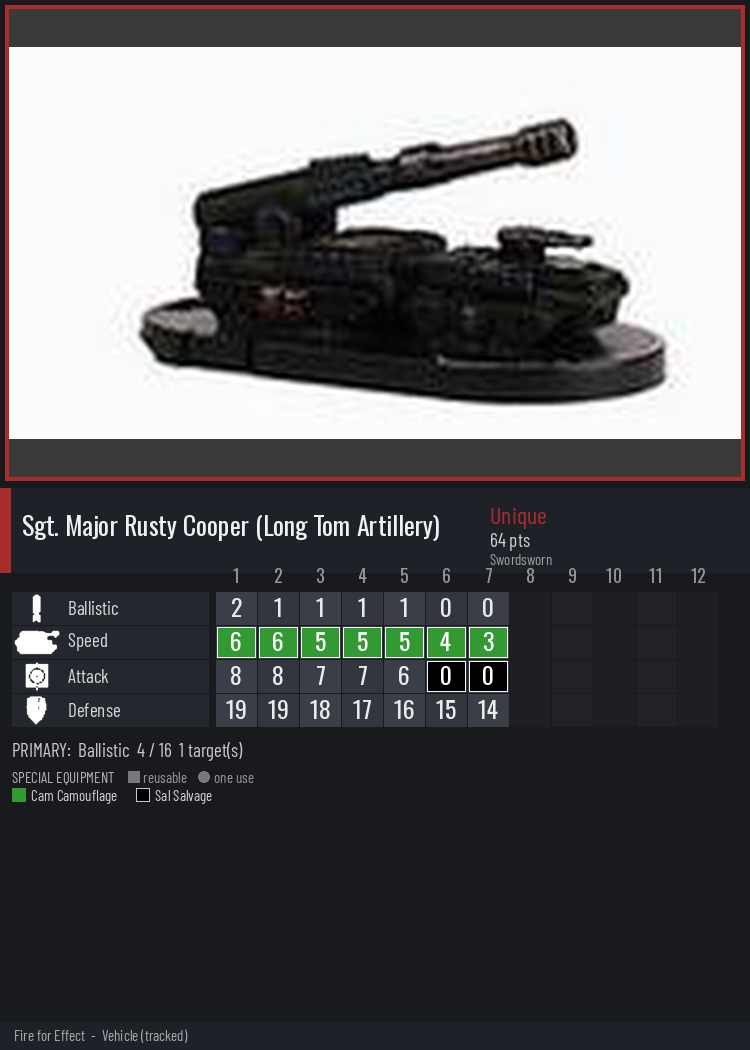 Sgt. Major Rusty Cooper (Long Tom Artillery)
Unique
64 pts
Swordsworn
1 2 3 4 5 6 7 8 9 10 11 12
Ballistic 2 1 1 1 1 0 0
Speed 6 6 5 5 5 4 3
Attack 8 8 7 7 6 0 0
Defense 19 19 18 17 16 15 14
PRIMARY: Ballistic 4 / 16 1 target(s)
SPECIAL EQUIPMENT reusable one use
Cam Camouflage Sal Salvage
Fire for Effect - Vehicle (tracked)